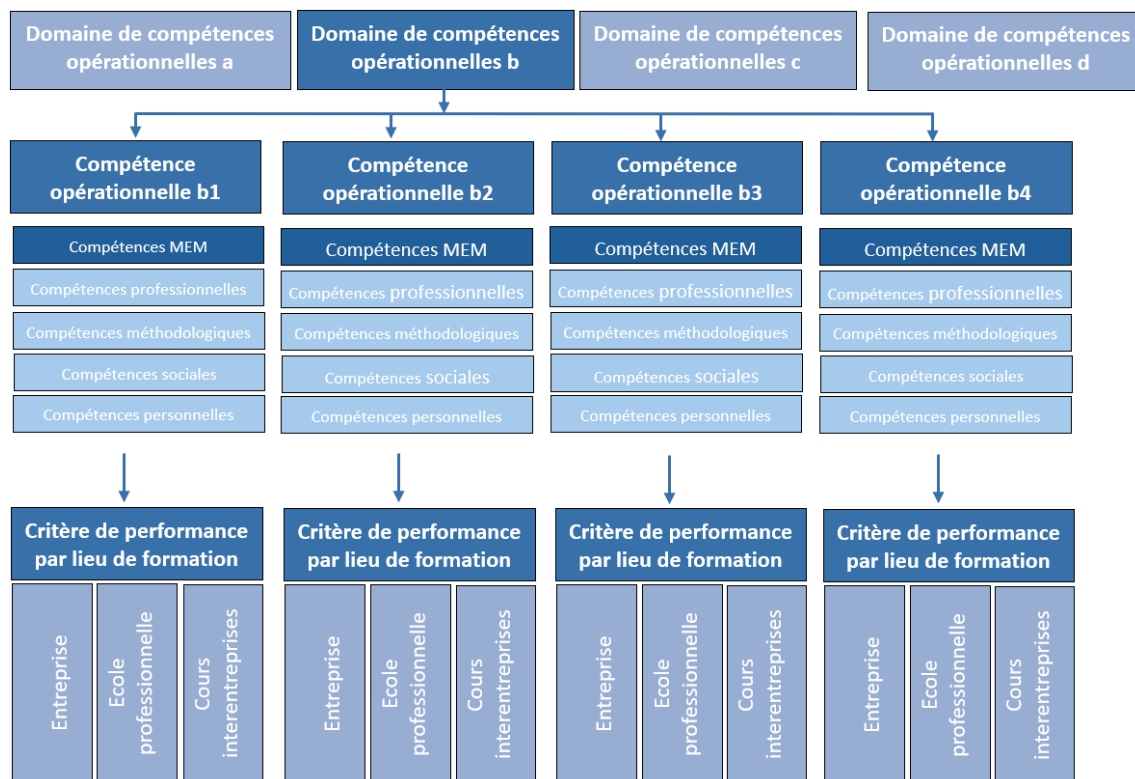 Domaine de compétences
opérationnelles a
Domaine de compétences
opérationnelles b
Domaine de compétences
opérationnelles c
Domaine de compétences
opérationnelles d
Compétence
opérationnelle b1
Compétence
opérationnelle b2
Compétence
opérationnelle b3
Compétence
opérationnelle b4
Compétences MEM
Compétences MEM
Compétences MEM
Compétences MEM
Compétences professionnelles
Compétences professionnelles
Compétences professionnelles
Compétences professionnelles
Compétences méthodologiques
Compétences méthodologiques
Compétences méthodologiques
Compétences méthodologiques
Compétences sociales
Compétences sociales
Compétences sociales
Compétences sociales
Compétences personnelles
Compétences personnelles
Compétences personnelles
Compétences personnelles
Critère de performance
par lieu de formation
Critère de performance
par lieu de formation
Critère de performance
par lieu de formation
Critère de performance
par lieu de formation
Entreprise
Ecole
professionnelle
Cours
interentreprises
Entreprise
Ecole
professionnelle
Cours
interentreprises
Entreprise
Ecole
professionnelle
Cours
interentreprises
Entreprise
Ecole
professionnelle
Cours
interentreprises